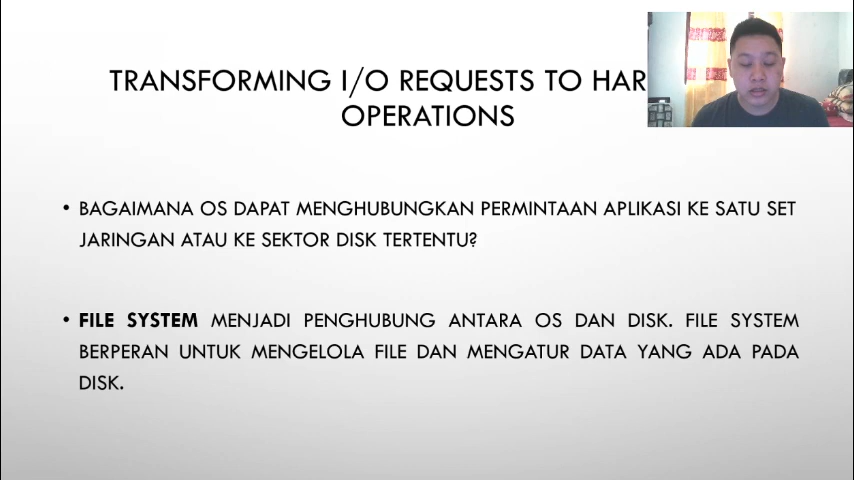 TRANSFORMING I/O REQUESTS TO
OPERATIONS
• BAGAIMANA OS DAPAT MENGHUBUNGKAN PERMINTAAN APLIKASI KE SATU SET
JARINGAN ATAU KE SEKTOR DISK TERTENTU?
• FILE SYSTEM MENJADI PENGHUBUNG ANTARA OS DAN DISK. FILE SYSTEM
BERPERAN UNTUK MENGELOLA FILE DAN MENGATUR DATA YANG ADA PADA
DISK.